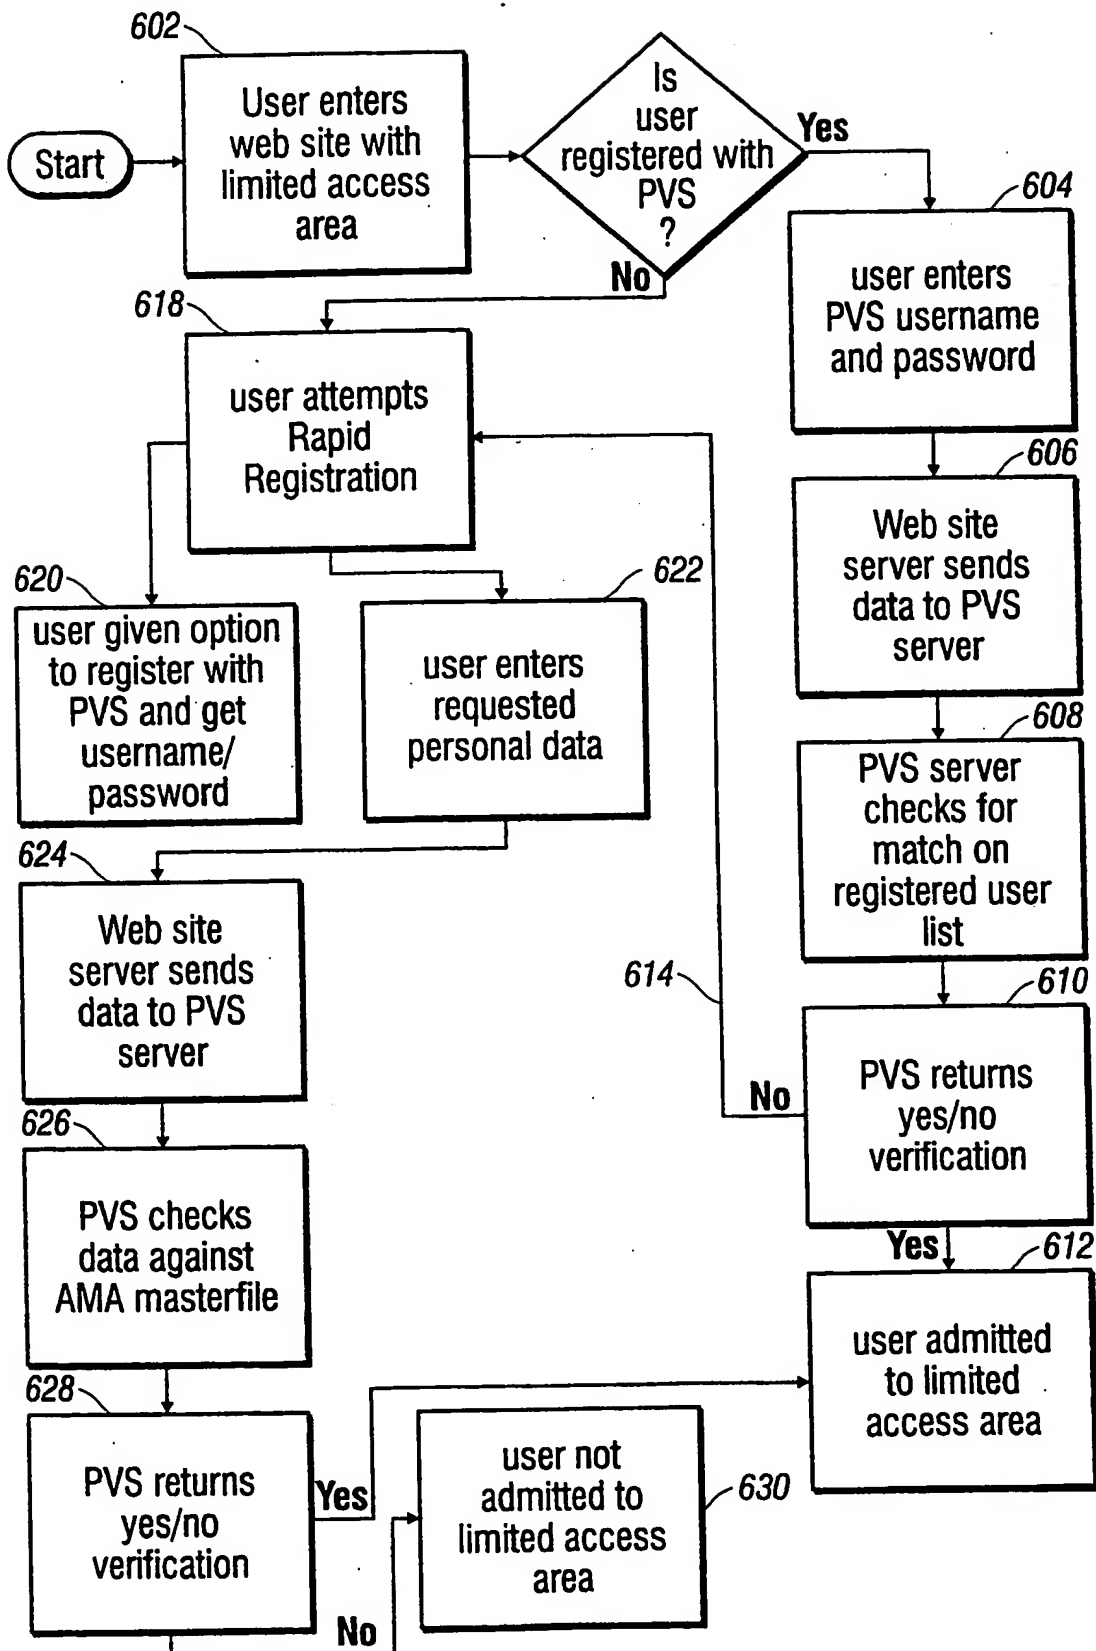 602
User enters
web site with
limited access
area
Start
Is
user
registered with
PVS
?
Yes
No
604
user enters
PVS username
and password
618
user attempts
Rapid
Registration
606
Web site
server sends
data to PVS
server
620
user given option
to register with
PVS and get
username/
password
622
user enters
requested
personal data
608
PVS server
checks for
match on
registered user
list
624
Web site
server sends
data to PVS
server
614
No
610
PVS returns
yes/no
verification
Yes
626
PVS checks
data against
AMA masterfile
612
user admitted
to limited
access area
628
PVS returns
yes/no
verification
Yes
No
user not
admitted to
limited access
area
630